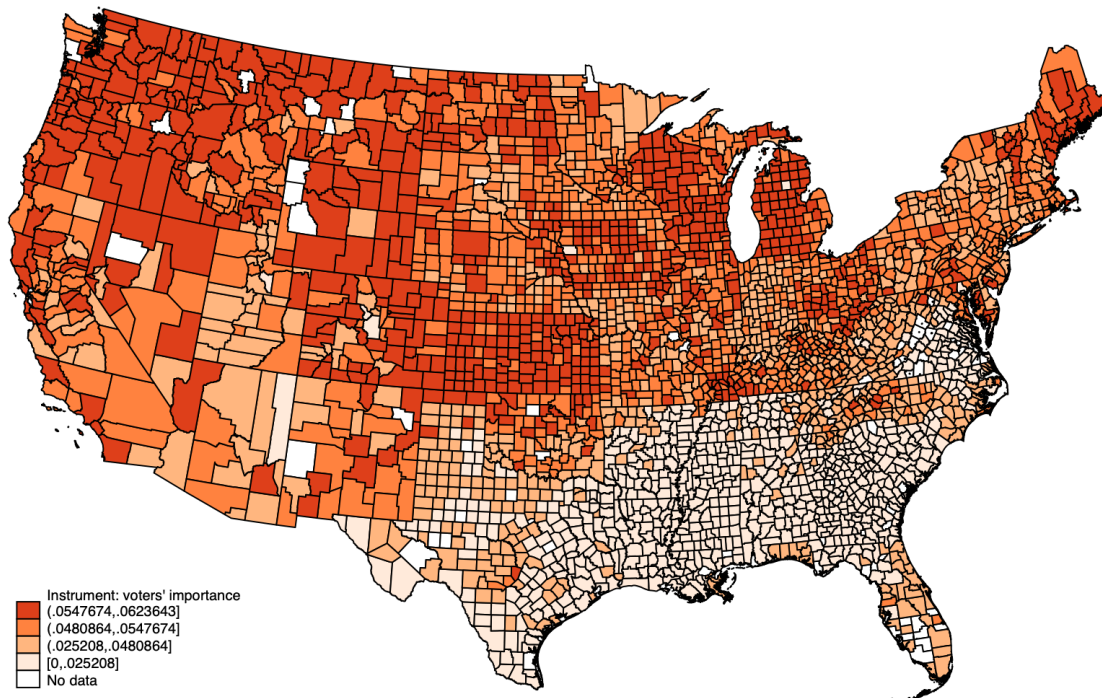 Instrument: voters' importance
(.0547674,.0623643]
(.0480864,.0547674]
(.025208,.0480864]
[0,.025208]
No data